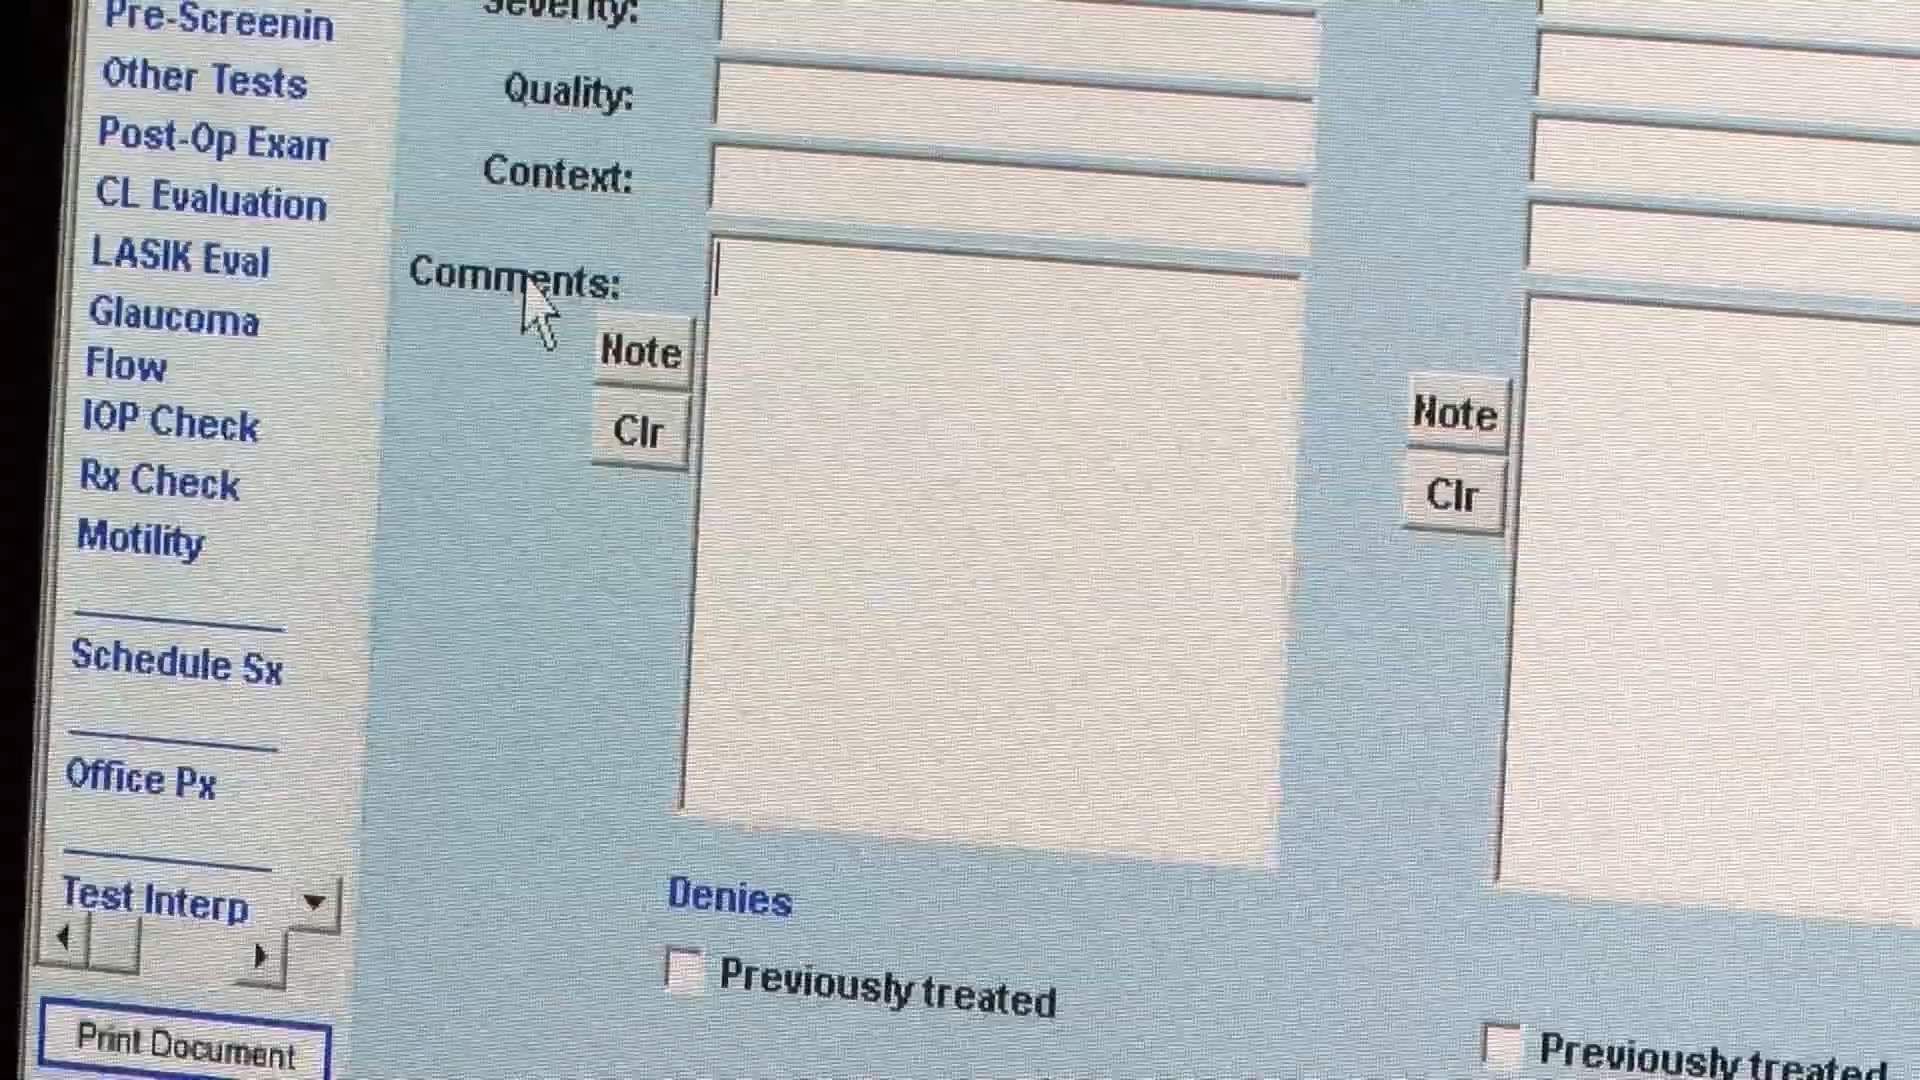 Pre-Screenin
Other Tests
Post-Op Exam
CL Evaluation
LASIK Eval
Glaucoma
Flow
IOP Check
Rx Check
Motility
Schedule Sx
Office Px
Test Interp
Print Document
Severity:
Quality:
Context:
Comments:
Note
Clr
Denies
Previously treated
Note
Clr
Previously treated